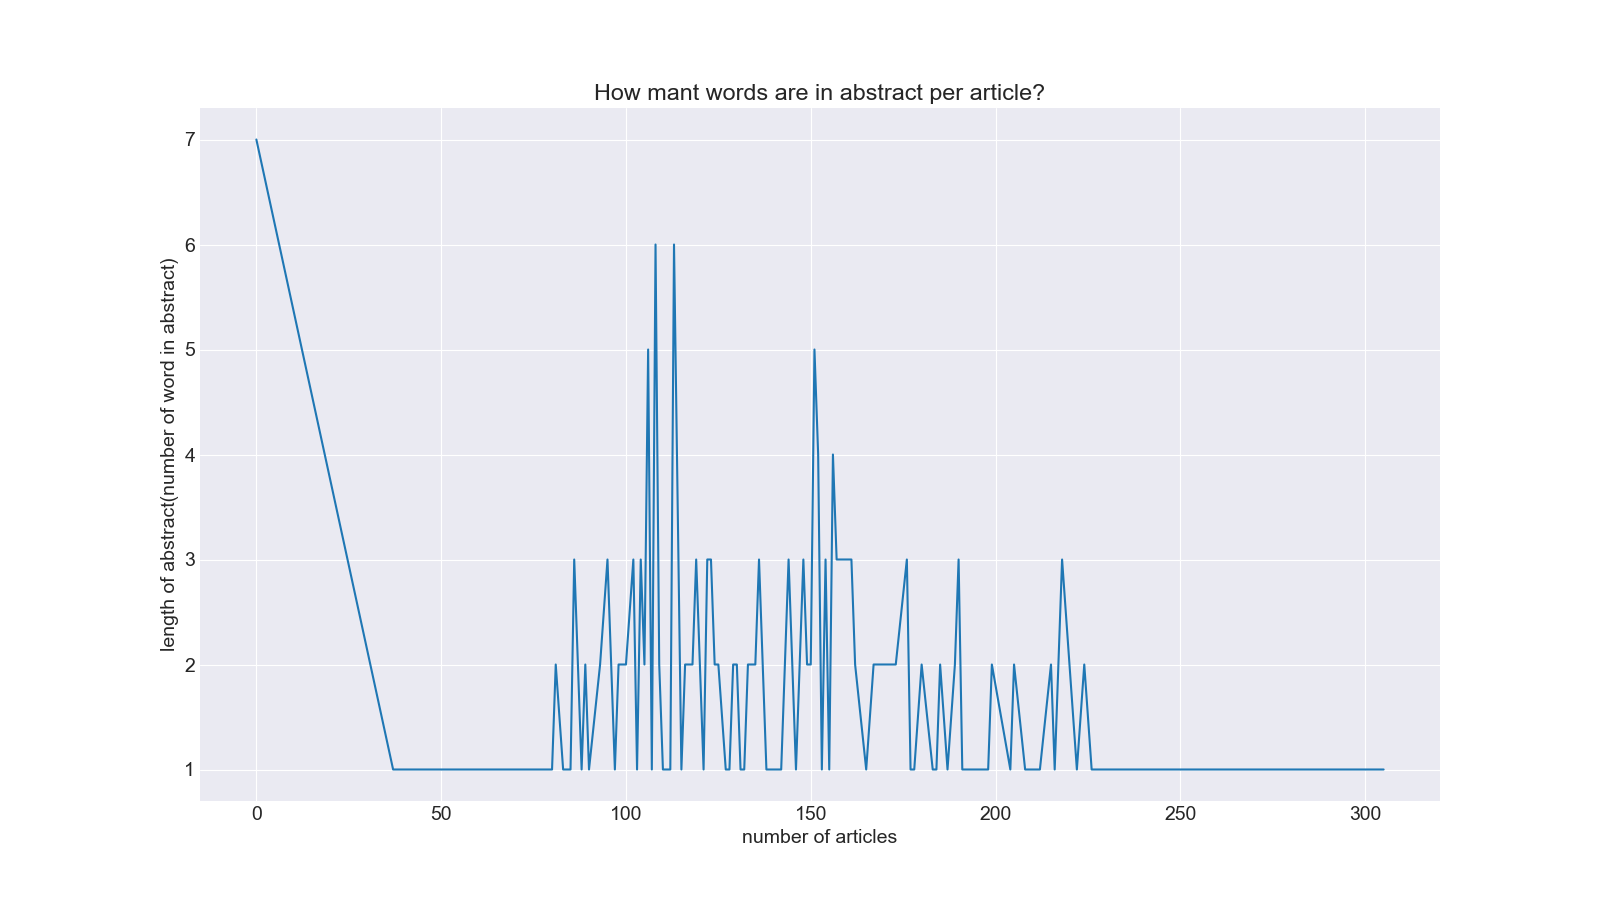 How mant words are in abstract per article?
length of abstract(number of word in abstract)
7
6
5
4
3
2
1
0 50 100 150 200 250 300
number of articles